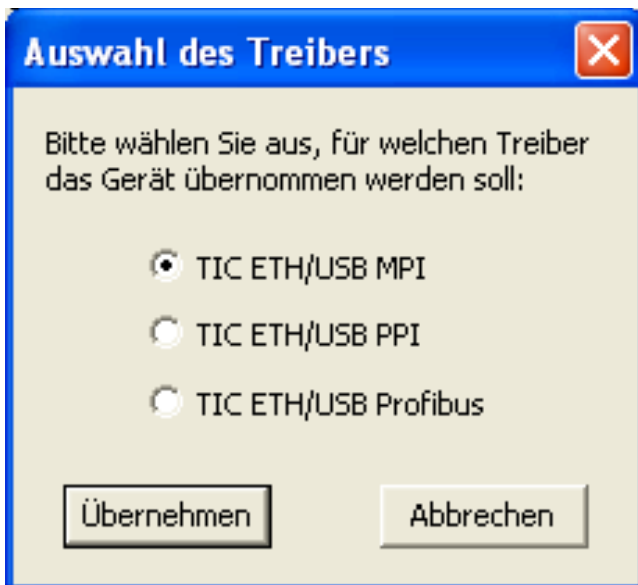 Auswahl des Treibers
Bitte wählen Sie aus, für welchen Treiber
das Gerät übernommen werden soll:
TIC ETH/USB MPI
TIC ETH/USB PPI
TIC ETH/USB Profibus
Übernehmen Abbrechen